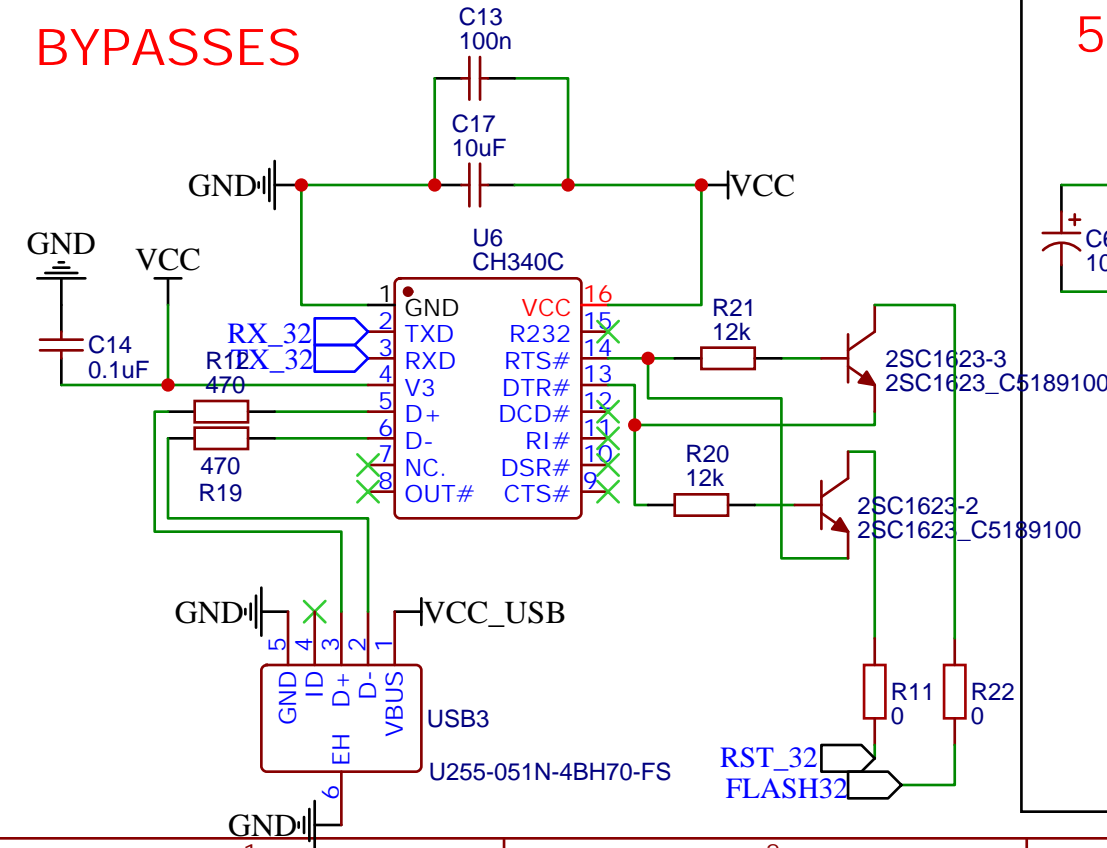 BYPASSES
5
C13
100n
C17
10uF
GND
VCC
GND
VCC
U6
CH340C
C14
0.1uF
RX_32
TX_32
R12
470
470
R19
1
2
3
4
5
6
7
8
GND
TXD
RXD
V3
D+
D-
NC.
OUT#
VCC
R232
RTS#
DTR#
DCD#
RI#
DSR#
CTS#
16
15
14
13
12
11
10
9
R21
12k
2SC1623-3
2SC1623_C5189100
R20
12k
2SC1623-2
2SC1623_C5189100
GND
VCC_USB
5
4
3
2
1
GND
ID
D+
D-
VBUS
EH
6
USB3
U255-051N-4BH70-FS
GND
R11
0
R22
0
RST_32
FLASH32
+